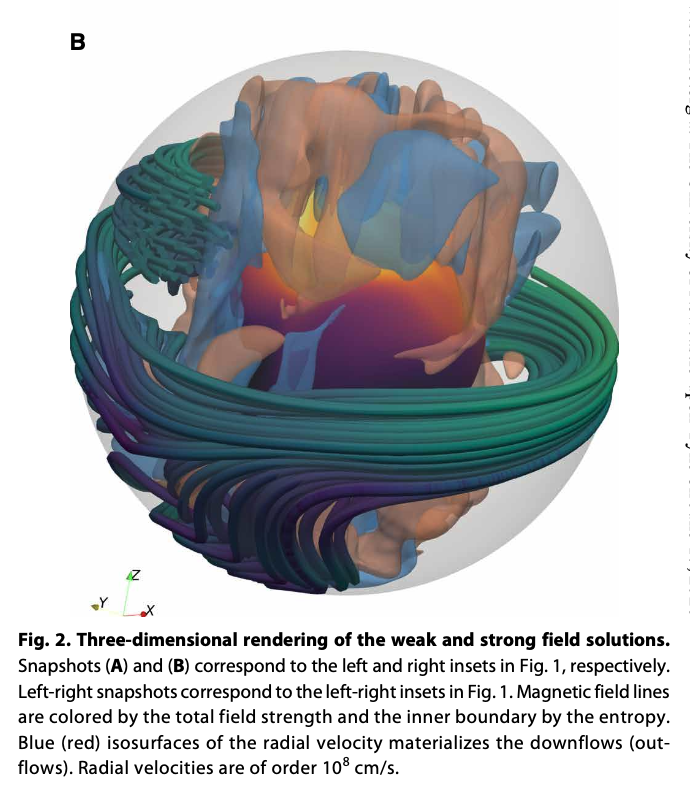 B
Z
Y
X
Fig. 2. Three-dimensional rendering of the weak and strong field solutions.
Snapshots (A) and (B) correspond to the left and right insets in Fig. 1, respectively.
Left-right snapshots correspond to the left-right insets in Fig. 1. Magnetic field lines
are colored by the total field strength and the inner boundary by the entropy.
Blue (red) isosurfaces of the radial velocity materializes the downflows (out-
flows). Radial velocities are of order 10⁸ cm/s.